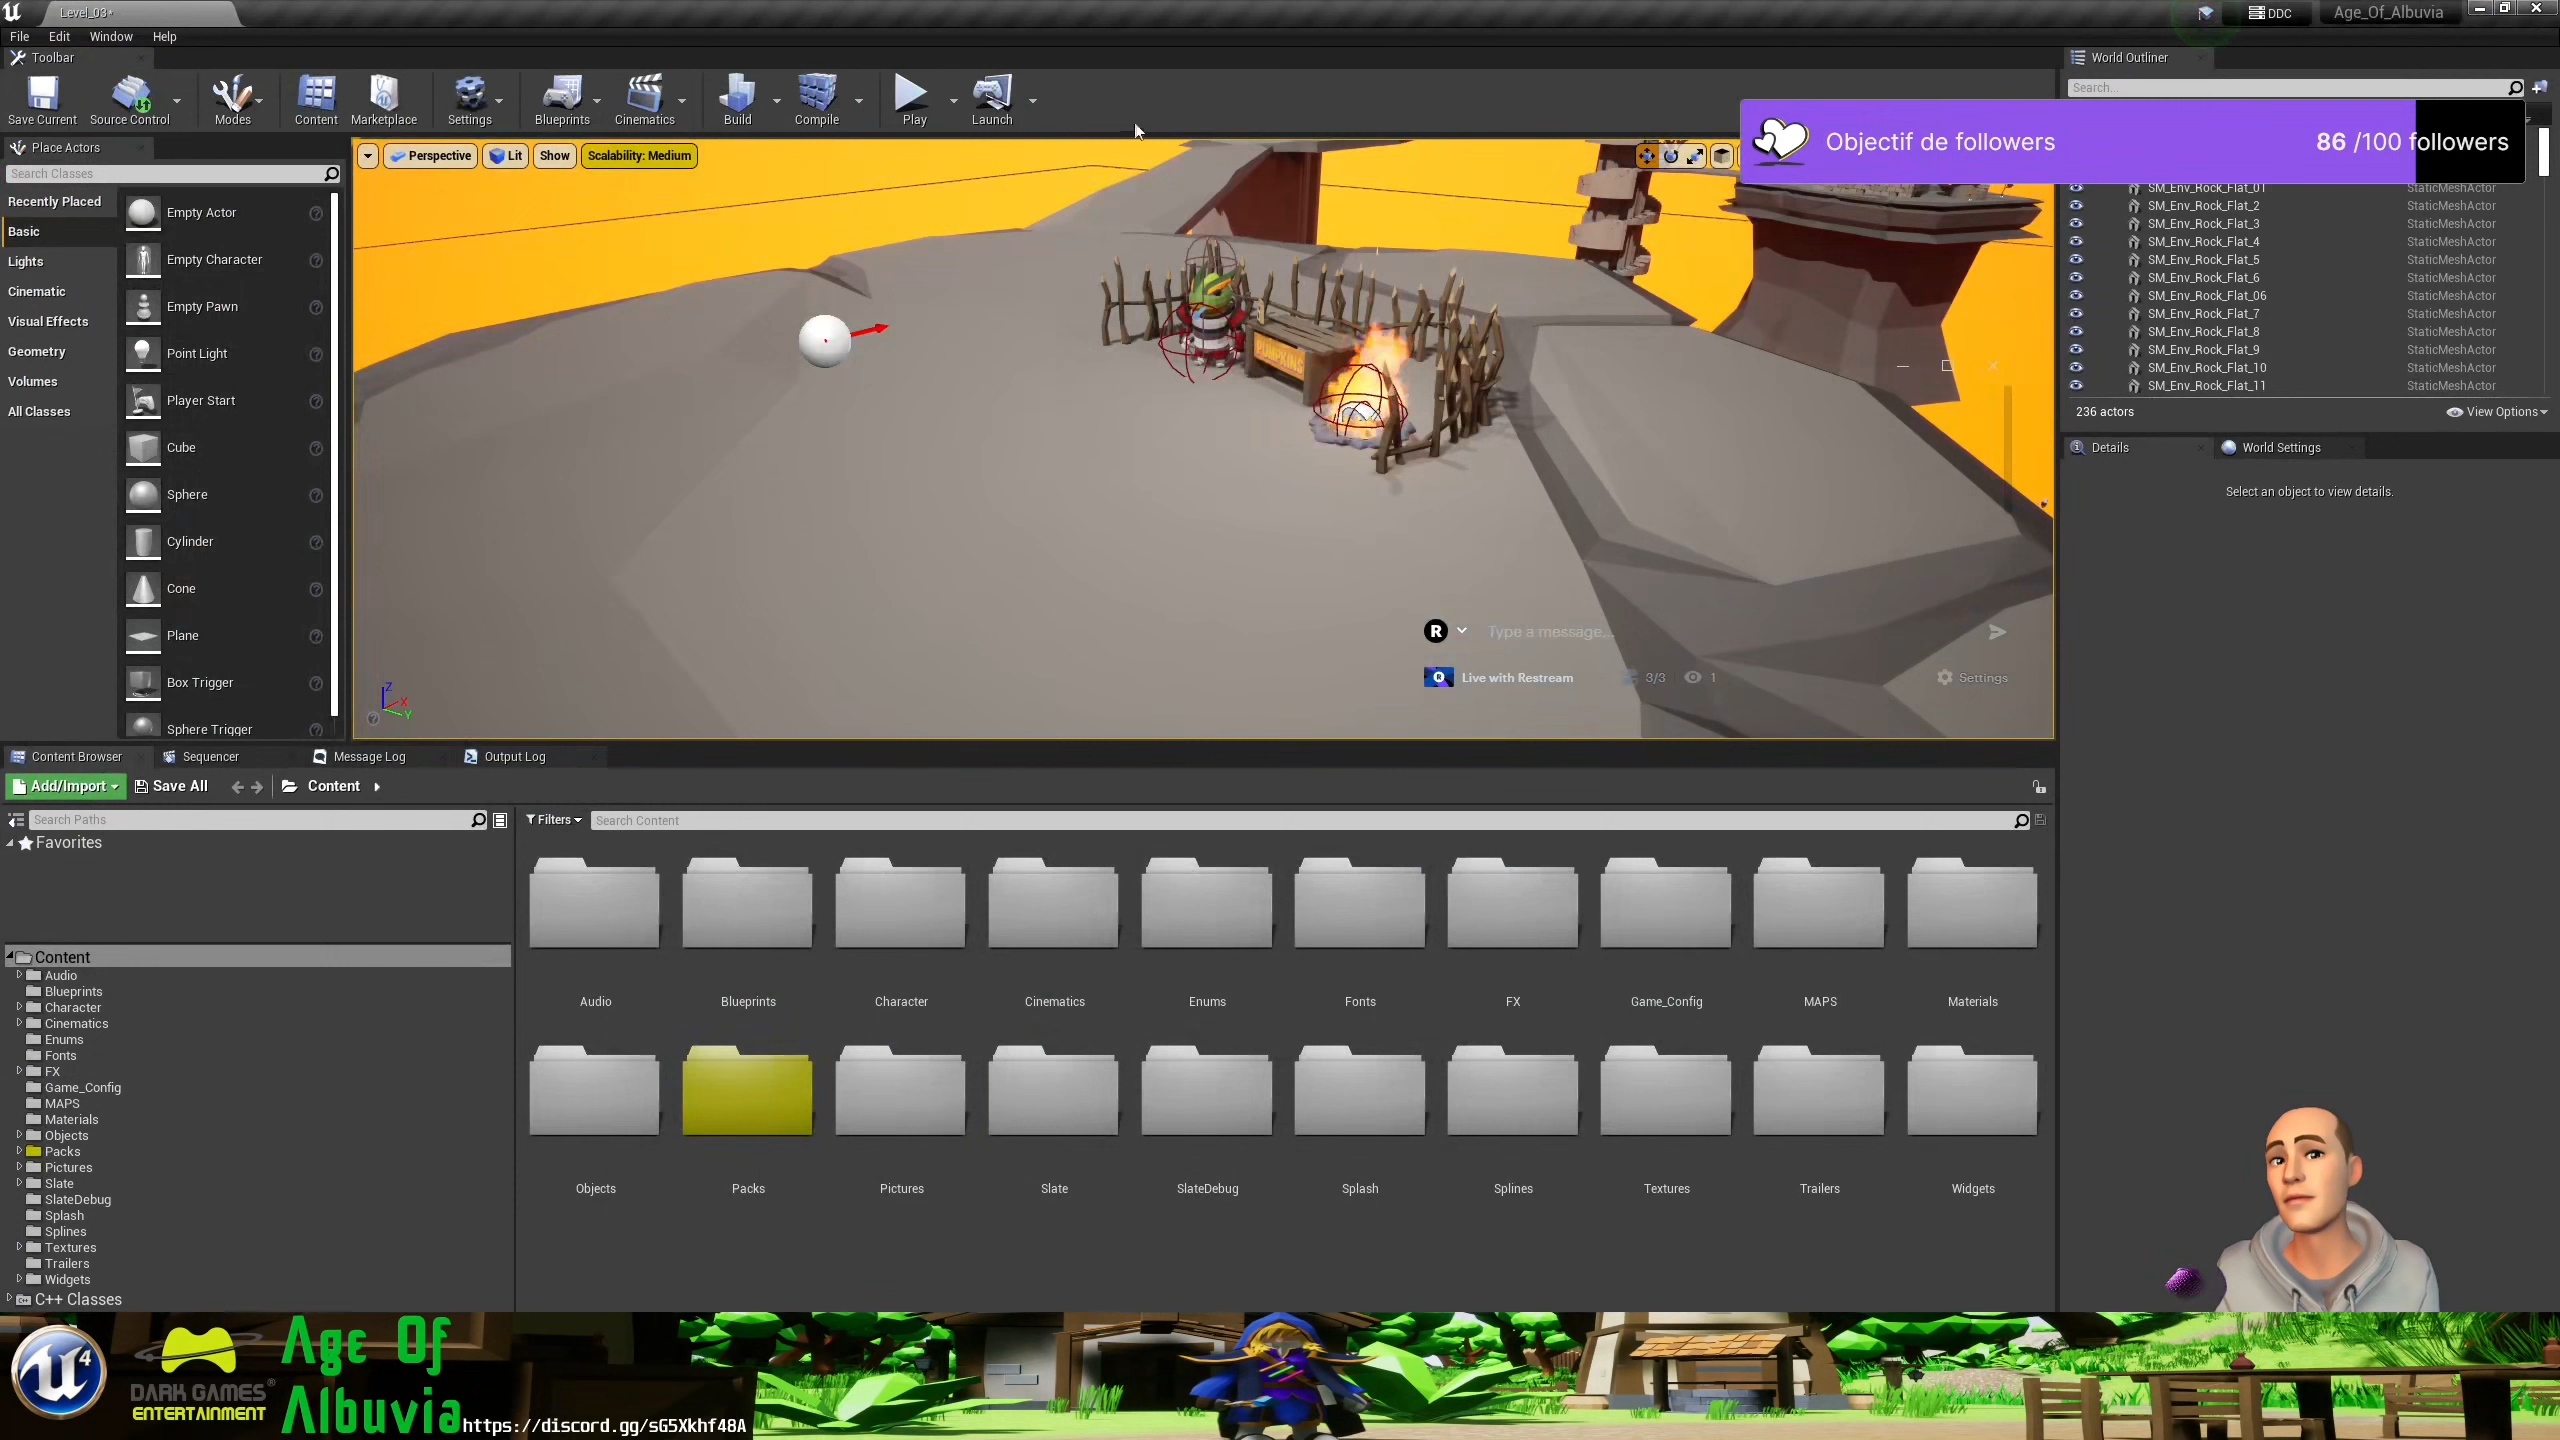 Level_03*
DDC
Age_Of_Albuvia
File Edit Window Help
Toolbar
World Outliner
Search...
Save Current Source Control Modes Content Marketplace Settings Blueprints Cinematics Build Compile Play Launch
Objectif de followers 86 /100 followers
Place Actors
Perspective Lit Show Scalability: Medium
Search Classes
Recently Placed
Basic
Lights
Cinematic
Visual Effects
Geometry
Volumes
All Classes
Empty Actor
Empty Character
Empty Pawn
Point Light
Player Start
Cube
Sphere
Cylinder
Cone
Plane
Box Trigger
Sphere Trigger
PUMPKINS
SM_Env_Rock_Flat_01 StaticMeshActor
SM_Env_Rock_Flat_2 StaticMeshActor
SM_Env_Rock_Flat_3 StaticMeshActor
SM_Env_Rock_Flat_4 StaticMeshActor
SM_Env_Rock_Flat_5 StaticMeshActor
SM_Env_Rock_Flat_6 StaticMeshActor
SM_Env_Rock_Flat_06 StaticMeshActor
SM_Env_Rock_Flat_7 StaticMeshActor
SM_Env_Rock_Flat_8 StaticMeshActor
SM_Env_Rock_Flat_9 StaticMeshActor
SM_Env_Rock_Flat_10 StaticMeshActor
SM_Env_Rock_Flat_11 StaticMeshActor
236 actors View Options
Details World Settings
Select an object to view details.
R Type a message...
Live with Restream 3/3 1 Settings
Z X Y
Content Browser Sequencer Message Log Output Log
Add/Import Save All Content
Search Paths
Filters Search Content
Favorites
Content
Audio
Blueprints
Character
Cinematics
Enums
Fonts
FX
Game_Config
MAPS
Materials
Objects
Packs
Pictures
Slate
SlateDebug
Splash
Splines
Textures
Trailers
Widgets
C++ Classes
Audio Blueprints Character Cinematics Enums Fonts FX Game_Config MAPS Materials
Objects Packs Pictures Slate SlateDebug Splash Splines Textures Trailers Widgets
4
DARK GAMES
ENTERTAINMENT
Age Of
Albuvia
https://discord.gg/sG5Xkhf48A